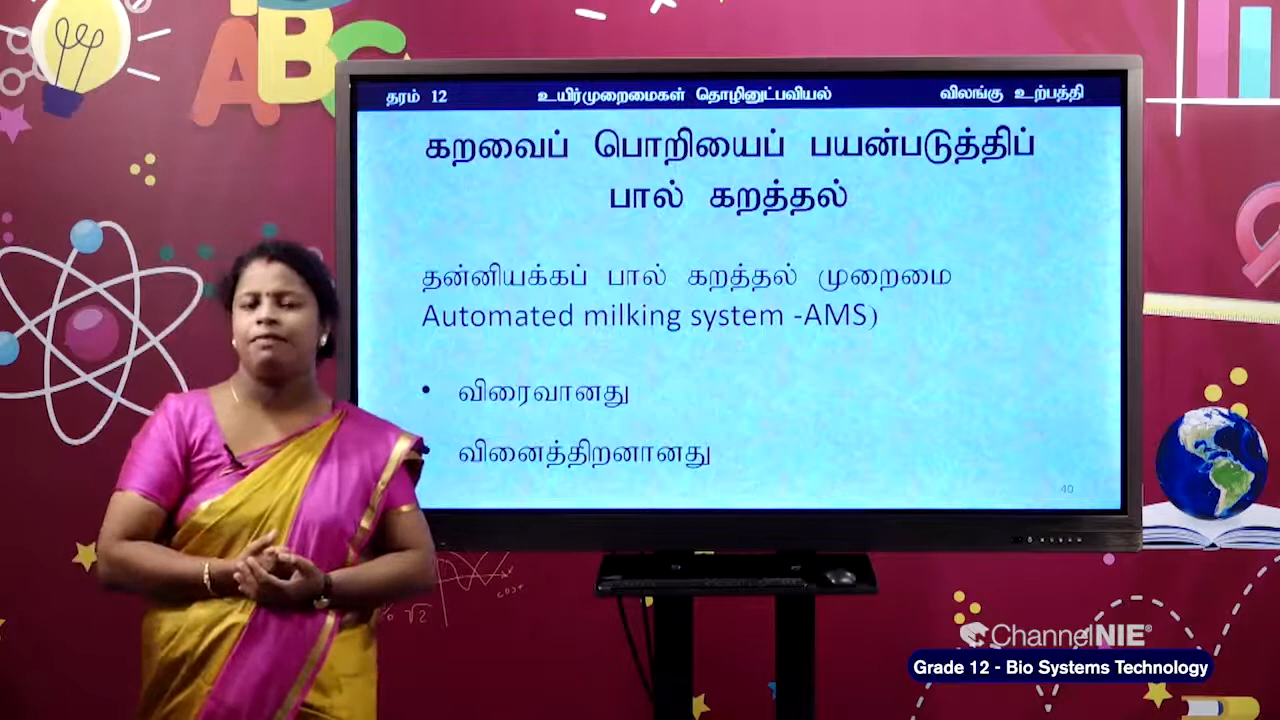 ABC
தரம் 12 உயிர்முறைமைகள் தொழினுட்பவியல் விலங்கு உற்பத்தி
கறவைப் பொறியைப் பயன்படுத்திப்
பால் கறத்தல்
தன்னியக்கப் பால் கறத்தல் முறைமை
Automated milking system -AMS)
• விரைவானது
• வினைத்திறனானது
40
√2
ChannelNIE®
Grade 12 - Bio Systems Technology